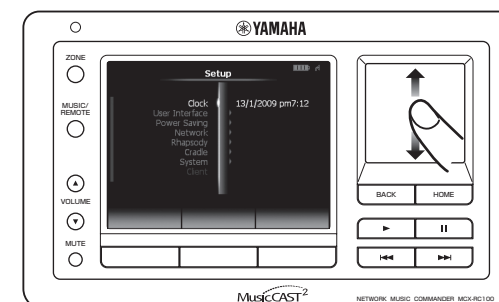 YAMAHA
ZONE
MUSIC/
REMOTE
VOLUME
MUTE
Setup
Clock 13/1/2009 pm7:12
User Interface
Power Saving
Network
Rhapsody
Cradle
System
Client
BACK HOME
MusicCAST2
NETWORK MUSIC COMMANDER MCX-RC100